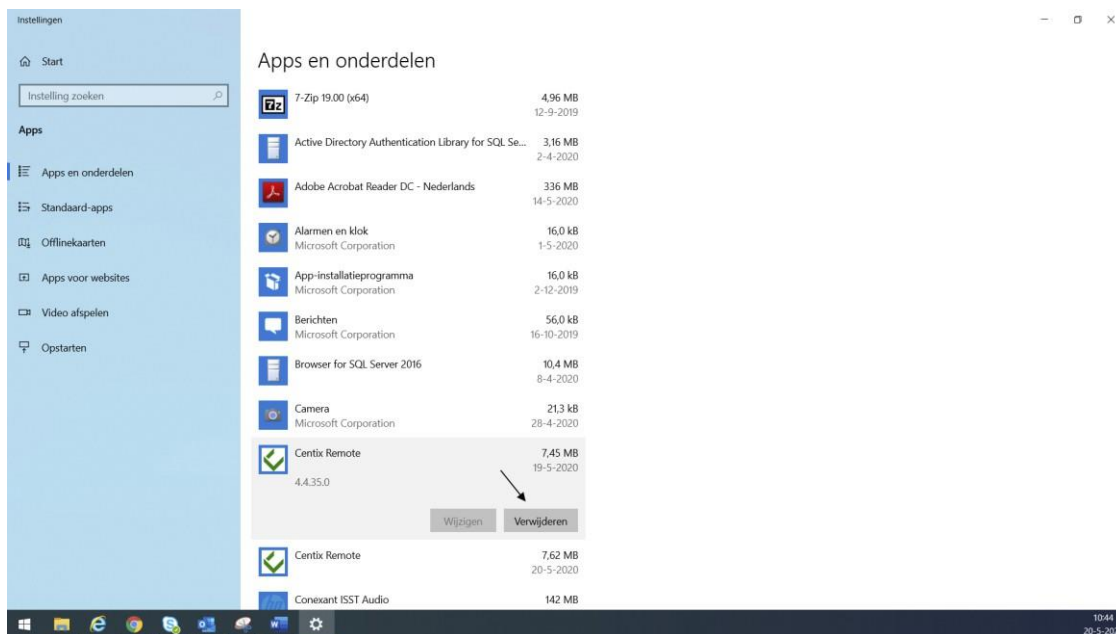 Instellingen
Start
Instelling zoeken
Apps
Apps en onderdelen
Standaard-apps
Offlinekaarten
Apps voor websites
Video afspelen
Opstarten
Apps en onderdelen
7-Zip 19.00 (x64) 4,96 MB
12-9-2019
Active Directory Authentication Library for SQL Se... 3,16 MB
2-4-2020
Adobe Acrobat Reader DC - Nederlands 336 MB
14-5-2020
Alarmen en klok 16,0 kB
Microsoft Corporation 1-5-2020
App-installatieprogramma 16,0 kB
Microsoft Corporation 2-12-2019
Berichten 56,0 kB
Microsoft Corporation 16-10-2019
Browser for SQL Server 2016 10,4 MB
8-4-2020
Camera 21,3 kB
Microsoft Corporation 28-4-2020
Centix Remote 7,45 MB
19-5-2020
4.4.35.0
Wijzigen Verwijderen
Centix Remote 7,62 MB
20-5-2020
Conexant ISST Audio 142 MB
10:44